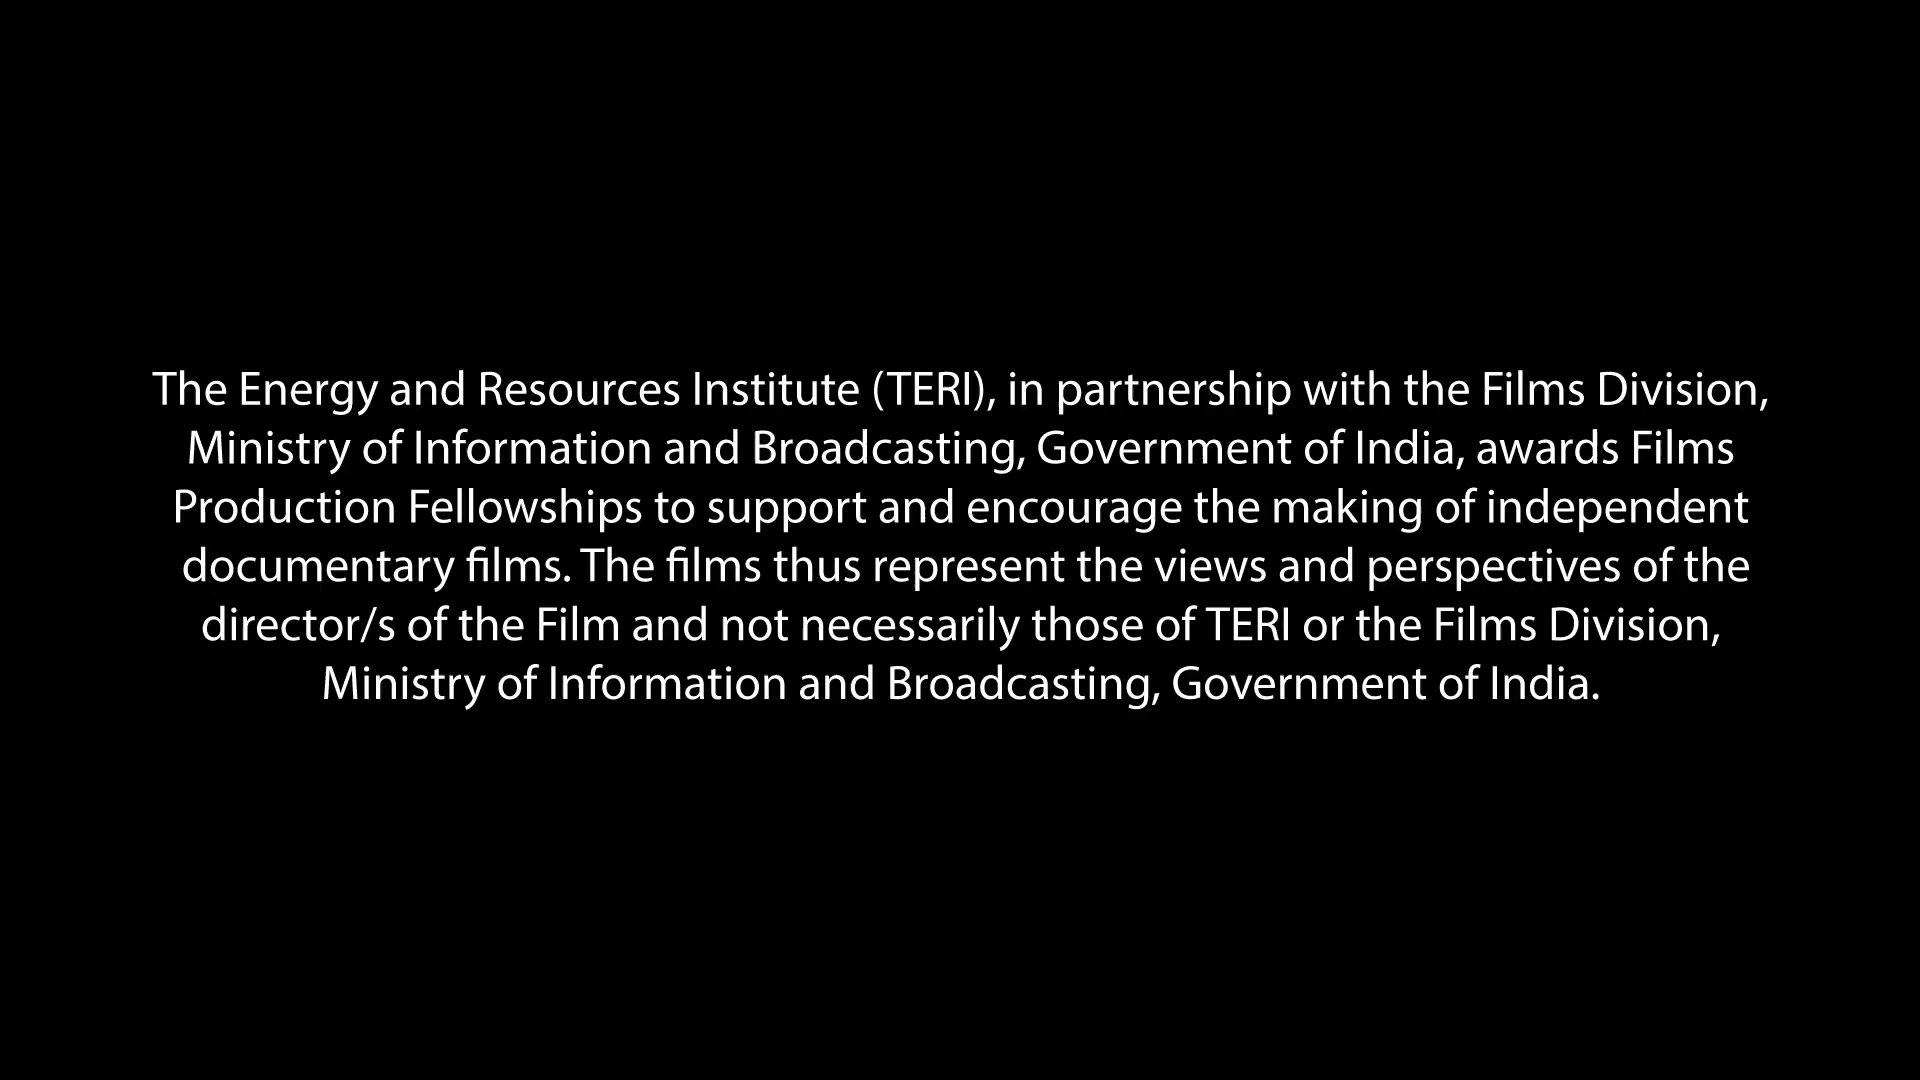 The Energy and Resources Institute (TERI), in partnership with the Films Division,
Ministry of Information and Broadcasting, Government of India, awards Films
Production Fellowships to support and encourage the making of independent
documentary films. The films thus represent the views and perspectives of the
director/s of the Film and not necessarily those of TERI or the Films Division,
Ministry of Information and Broadcasting, Government of India.